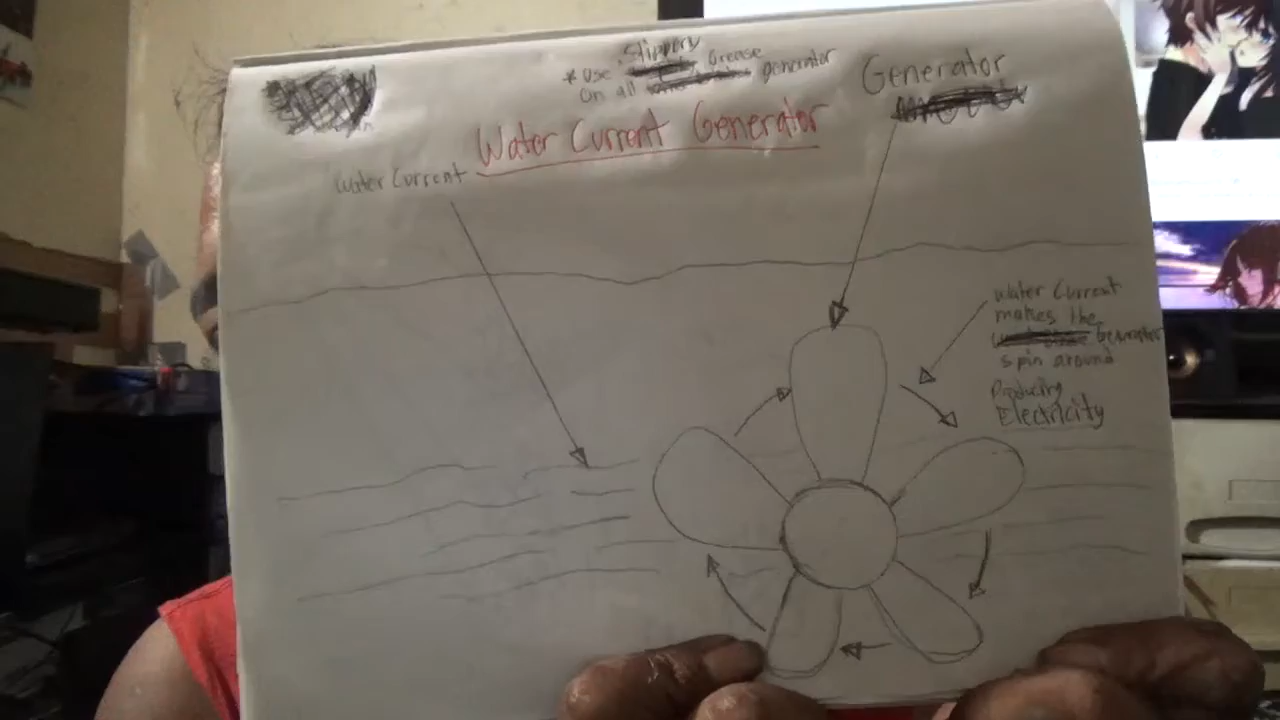 Slippery
* Use Grease
on all generator
Generator
Water Current Generator
Water Current
Water Current
makes the
Generator
spin around
Producing
Electricity